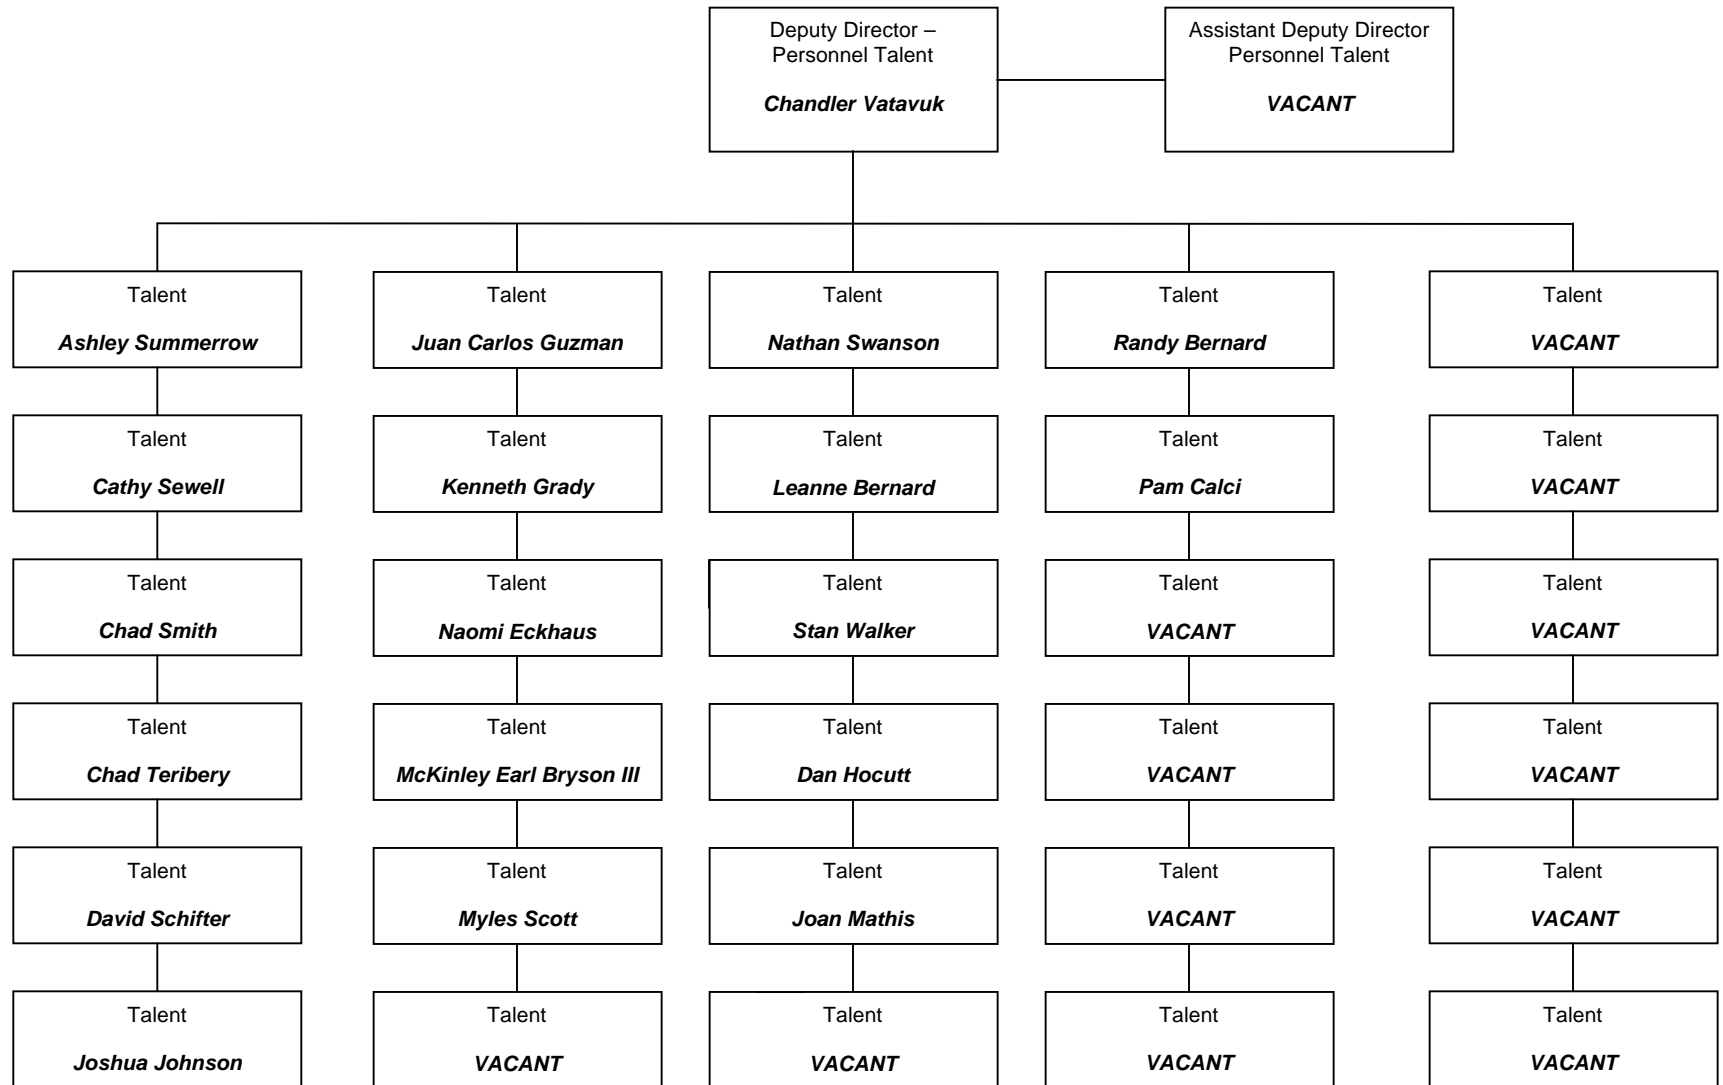 Deputy Director –
Personnel Talent
Chandler Vatavuk
Assistant Deputy Director
Personnel Talent
VACANT
Talent
Ashley Summerrow
Talent
Juan Carlos Guzman
Talent
Nathan Swanson
Talent
Randy Bernard
Talent
VACANT
Talent
Cathy Sewell
Talent
Kenneth Grady
Talent
Leanne Bernard
Talent
Pam Calci
Talent
VACANT
Talent
Chad Smith
Talent
Naomi Eckhaus
Talent
Stan Walker
Talent
VACANT
Talent
VACANT
Talent
Chad Teribery
Talent
McKinley Earl Bryson III
Talent
Dan Hocutt
Talent
VACANT
Talent
VACANT
Talent
David Schifter
Talent
Myles Scott
Talent
Joan Mathis
Talent
VACANT
Talent
VACANT
Talent
Joshua Johnson
Talent
VACANT
Talent
VACANT
Talent
VACANT
Talent
VACANT